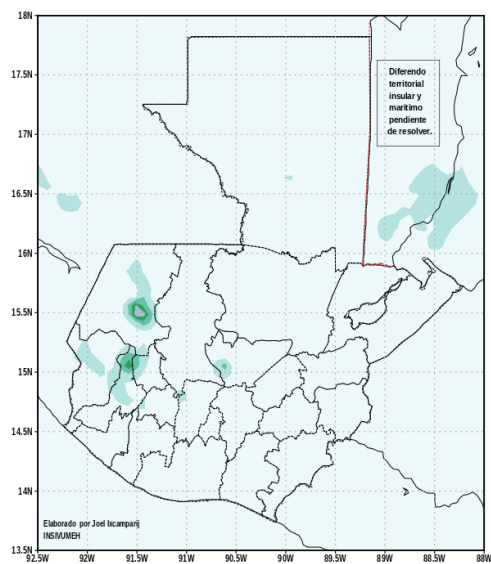 18N
17.5N
17N
16.5N
16N
15.5N
15N
14.5N
14N
13.5N
Diferendo
territorial
insular y
marítimo
pendiente
de resolver.
Elaborado por Joel Ixcamparij
INSIVUMEH
92.5W 92W 91.5W 91W 90.5W 90W 89.5W 89W 88.5W 88W